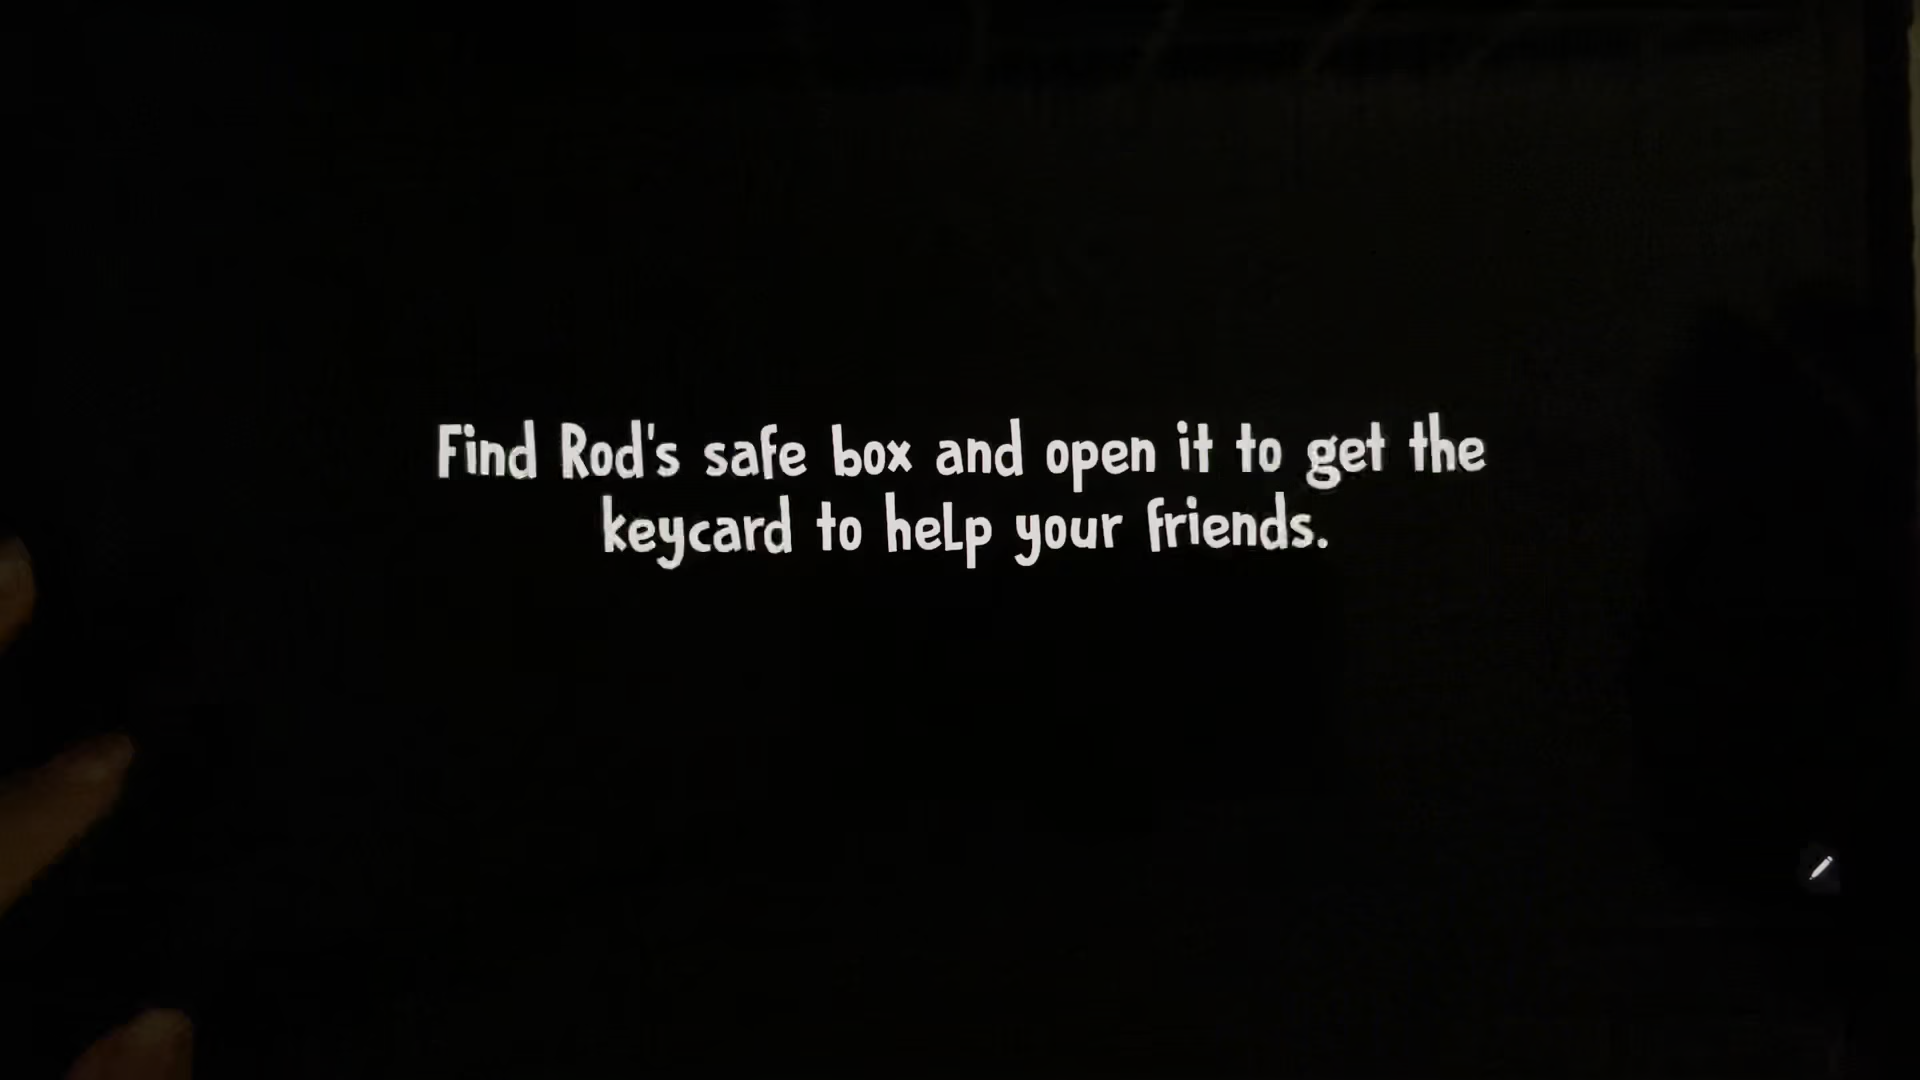 Find Rod's safe box and open it to get the
keycard to help your friends.